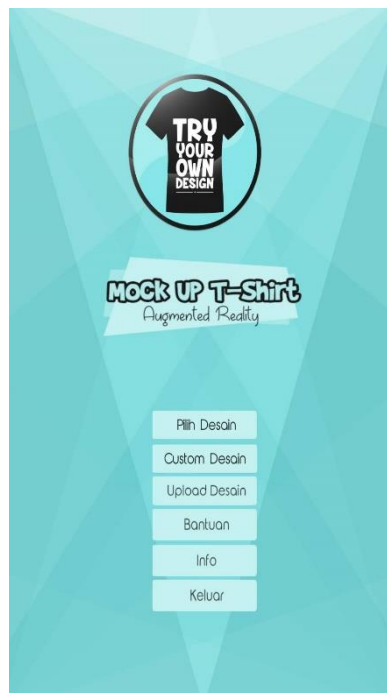 TRY
YOUR
OWN
DESIGN
MOCK UP T-Shirt
Augmented Reality
Pilih Desain
Custom Desain
Upload Desain
Bantuan
Info
Keluar